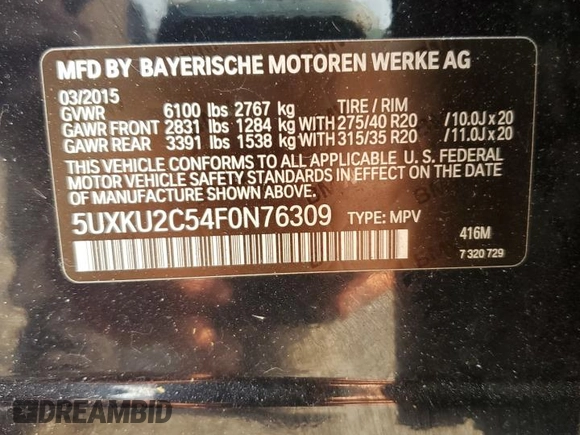 MFD BY BAYERISCHE MOTOREN WERKE AG
03/2015
GVWR 6100 lbs 2767 kg TIRE / RIM
GAWR FRONT 2831 lbs 1284 kg WITH 275/40 R20 /10.0J x 20
GAWR REAR 3391 lbs 1538 kg WITH 315/35 R20 /11.0J x 20
THIS VEHICLE CONFORMS TO ALL APPLICABLE U. S. FEDERAL
MOTOR VEHICLE SAFETY STANDARDS IN EFFECT ON THE DATE
OF MANUFACTURE SHOWN ABOVE.
5UXKU2C54F0N76309 TYPE: MPV
416M
7 320 729
DREAMBID